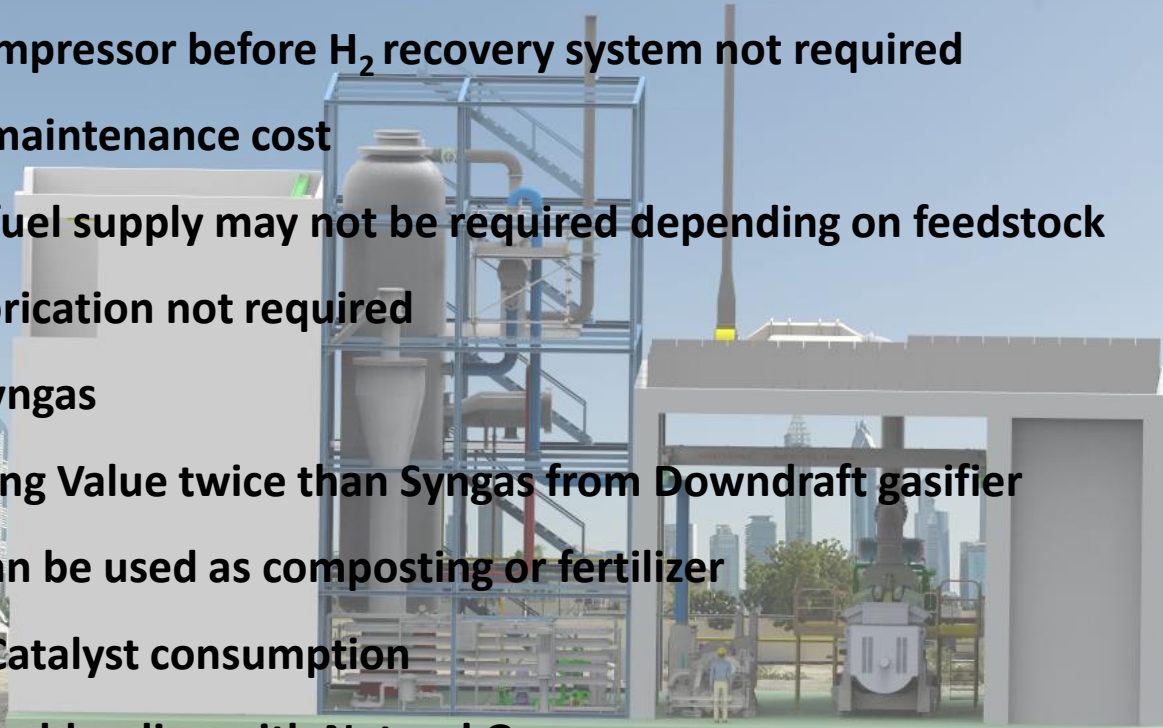 mpressor before H₂ recovery system not required
maintenance cost
fuel supply may not be required depending on feedstock
rication not required
yngas
ng Value twice than Syngas from Downdraft gasifier
an be used as composting or fertilizer
Catalyst consumption